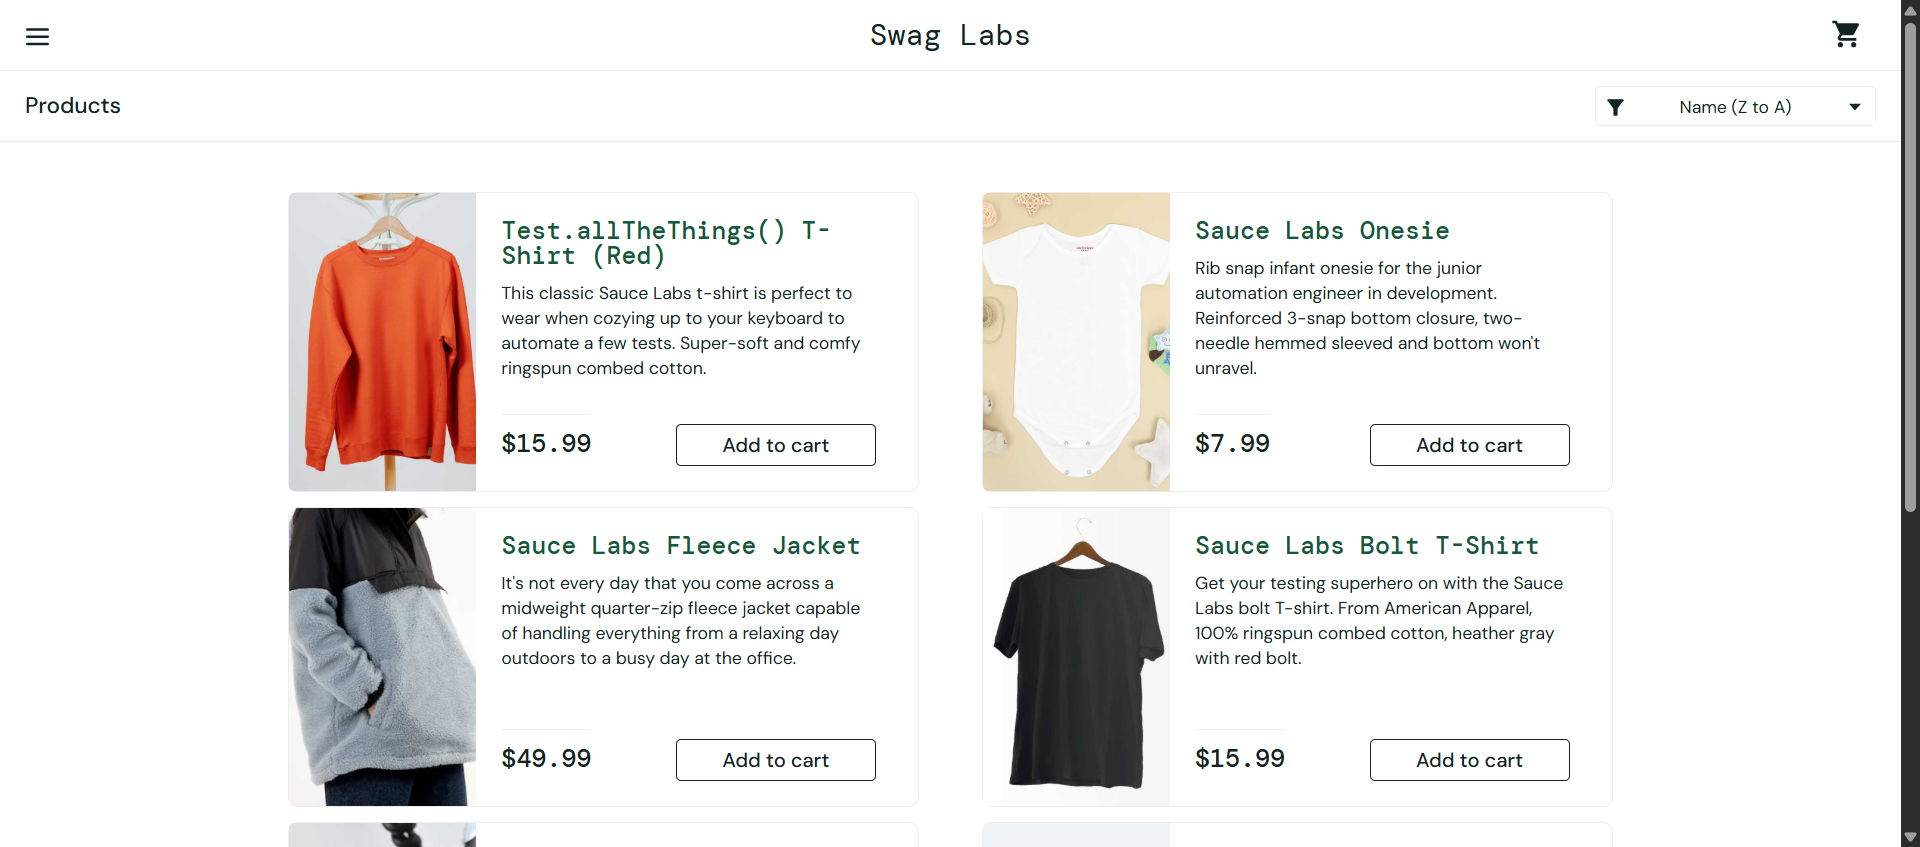 Swag Labs
Products
Name (Z to A)
Test.allTheThings() T-
Shirt (Red)
This classic Sauce Labs t-shirt is perfect to
wear when cozying up to your keyboard to
automate a few tests. Super-soft and comfy
ringspun combed cotton.
$15.99
Add to cart
Sauce Labs Onesie
Rib snap infant onesie for the junior
automation engineer in development.
Reinforced 3-snap bottom closure, two-
needle hemmed sleeved and bottom won't
unravel.
$7.99
Add to cart
Sauce Labs Fleece Jacket
It's not every day that you come across a
midweight quarter-zip fleece jacket capable
of handling everything from a relaxing day
outdoors to a busy day at the office.
$49.99
Add to cart
Sauce Labs Bolt T-Shirt
Get your testing superhero on with the Sauce
Labs bolt T-shirt. From American Apparel,
100% ringspun combed cotton, heather gray
with red bolt.
$15.99
Add to cart